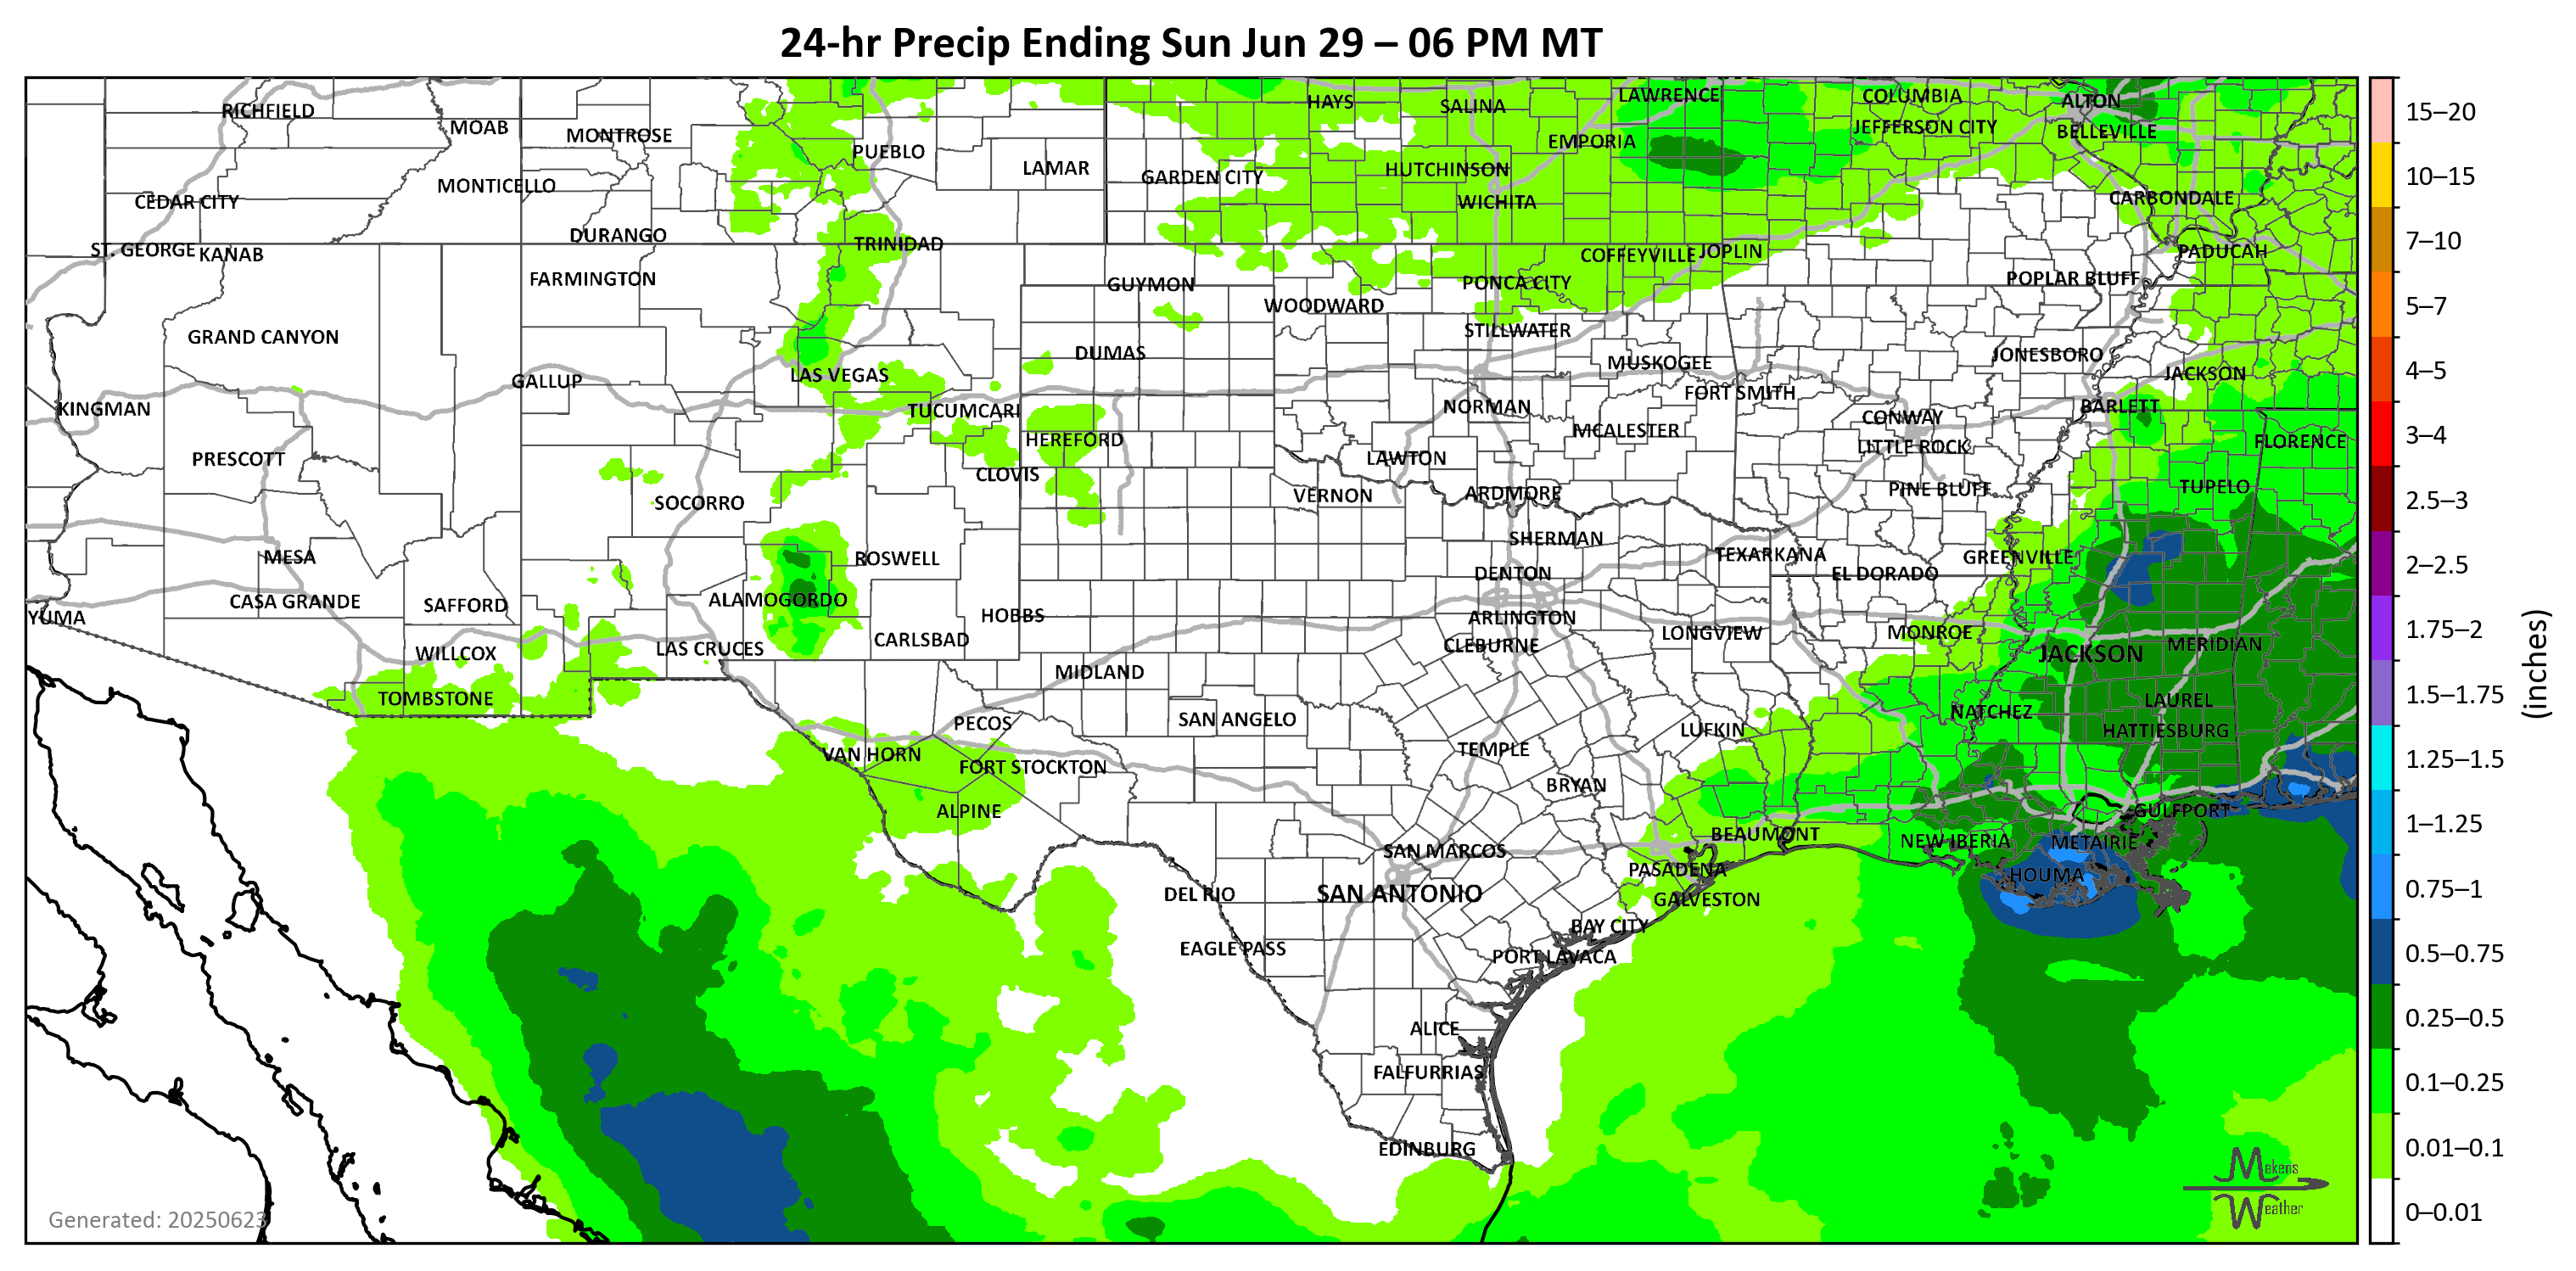 24-hr Precip Ending Sun Jun 29 – 06 PM MT
RICHFIELD
MOAB
MONTROSE
PUEBLO
LAMAR
HAYS
SALINA
LAWRENCE
COLUMBIA
ALTON
EMPORIA
JEFFERSON CITY
BELLEVILLE
MONTICELLO
GARDEN CITY
HUTCHINSON
CEDAR CITY
WICHITA
CARBONDALE
DURANGO
TRINIDAD
ST. GEORGE
KANAB
COFFEYVILLE
JOPLIN
PADUCAH
FARMINGTON
GUYMON
PONCA CITY
POPLAR BLUFF
WOODWARD
GRAND CANYON
STILLWATER
DUMAS
MUSKOGEE
JONESBORO
GALLUP
LAS VEGAS
JACKSON
FORT SMITH
KINGMAN
TUCUMCARI
NORMAN
CONWAY
BARLETT
HEREFORD
MCALESTER
LITTLE ROCK
FLORENCE
PRESCOTT
CLOVIS
LAWTON
SOCORRO
VERNON
ARDMORE
PINE BLUFF
TUPELO
MESA
ROSWELL
SHERMAN
TEXARKANA
GREENVILLE
DENTON
EL DORADO
YUMA
CASA GRANDE
SAFFORD
ALAMOGORDO
HOBBS
ARLINGTON
CARLSBAD
LONGVIEW
MONROE
WILLCOX
LAS CRUCES
CLEBURNE
JACKSON
MERIDIAN
MIDLAND
TOMBSTONE
LAUREL
PECOS
SAN ANGELO
LUFKIN
NATCHEZ
HATTIESBURG
VAN HORN
FORT STOCKTON
TEMPLE
BRYAN
ALPINE
GULFPORT
BEAUMONT
NEW IBERIA
METAIRIE
SAN MARCOS
PASADENA
HOUMA
DEL RIO
SAN ANTONIO
GALVESTON
BAY CITY
EAGLE PASS
PORT LAVACA
ALICE
FALFURRIAS
EDINBURG
Generated: 20250623
Makens
Weather
15–20
10–15
7–10
5–7
4–5
3–4
2.5–3
2–2.5
1.75–2
1.5–1.75
1.25–1.5
1–1.25
0.75–1
0.5–0.75
0.25–0.5
0.1–0.25
0.01–0.1
0–0.01
(inches)